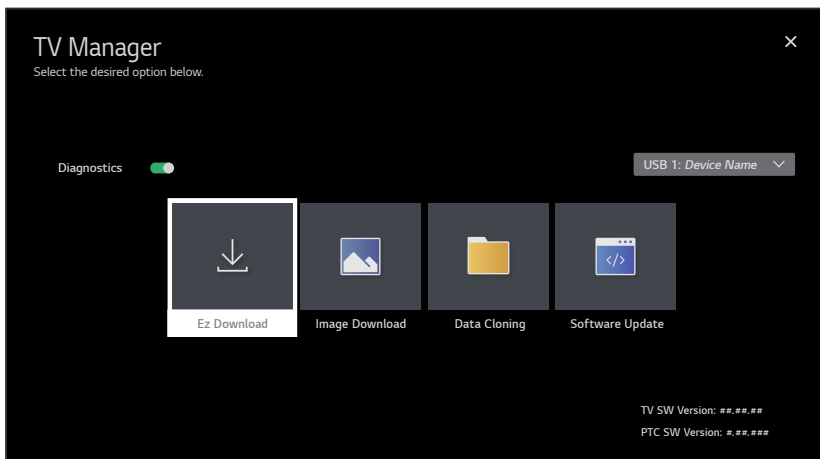 TV Manager
Select the desired option below.
Diagnostics
USB 1: Device Name
</>
Ez Download
Image Download
Data Cloning
Software Update
TV SW Version: ##.##.##
PTC SW Version: #.##.###